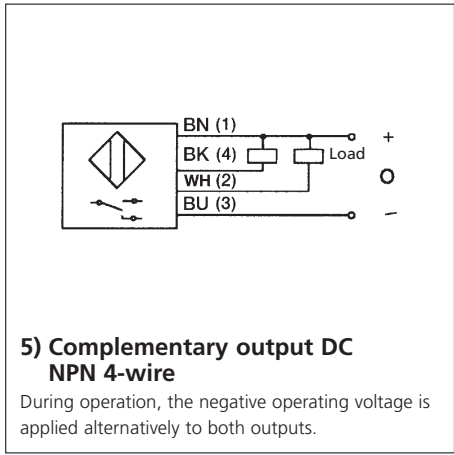 BN (1)
+
BK (4)
Load
WH (2)
BU (3)
–
5) Complementary output DC
NPN 4-wire
During operation, the negative operating voltage is
applied alternatively to both outputs.